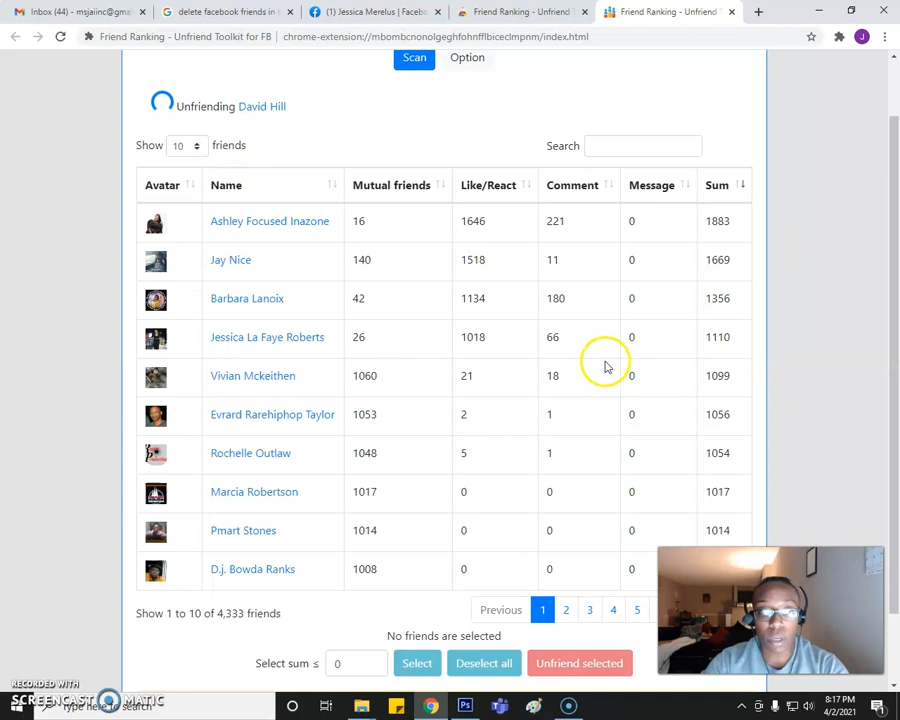 Inbox (44) - msjaiinc@gmai
delete facebook friends in b
(1) Jessica Merelus | Facebo
Friend Ranking - Unfriend T
Friend Ranking - Unfriend T
Friend Ranking - Unfriend Toolkit for FB
chrome-extension://mbombcnonolgeghfohnfflbiceclmpnm/index.html
J
Scan Option
Unfriending David Hill
Show 10 friends
Search
Avatar Name Mutual friends Like/React Comment Message Sum
Ashley Focused Inazone 16 1646 221 0 1883
Jay Nice 140 1518 11 0 1669
Barbara Lanoix 42 1134 180 0 1356
Jessica La Faye Roberts 26 1018 66 0 1110
Vivian Mckeithen 1060 21 18 0 1099
Evrard Rarehiphop Taylor 1053 2 1 0 1056
Rochelle Outlaw 1048 5 1 0 1054
Marcia Robertson 1017 0 0 0 1017
Pmart Stones 1014 0 0 0 1014
D.j. Bowda Ranks 1008 0 0 0
Show 1 to 10 of 4,333 friends
Previous 1 2 3 4 5
No friends are selected
Select sum ≤ 0 Select Deselect all Unfriend selected
RECORDED WITH
SCREENCAST MATIC
Type here to search
8:17 PM
4/2/2021